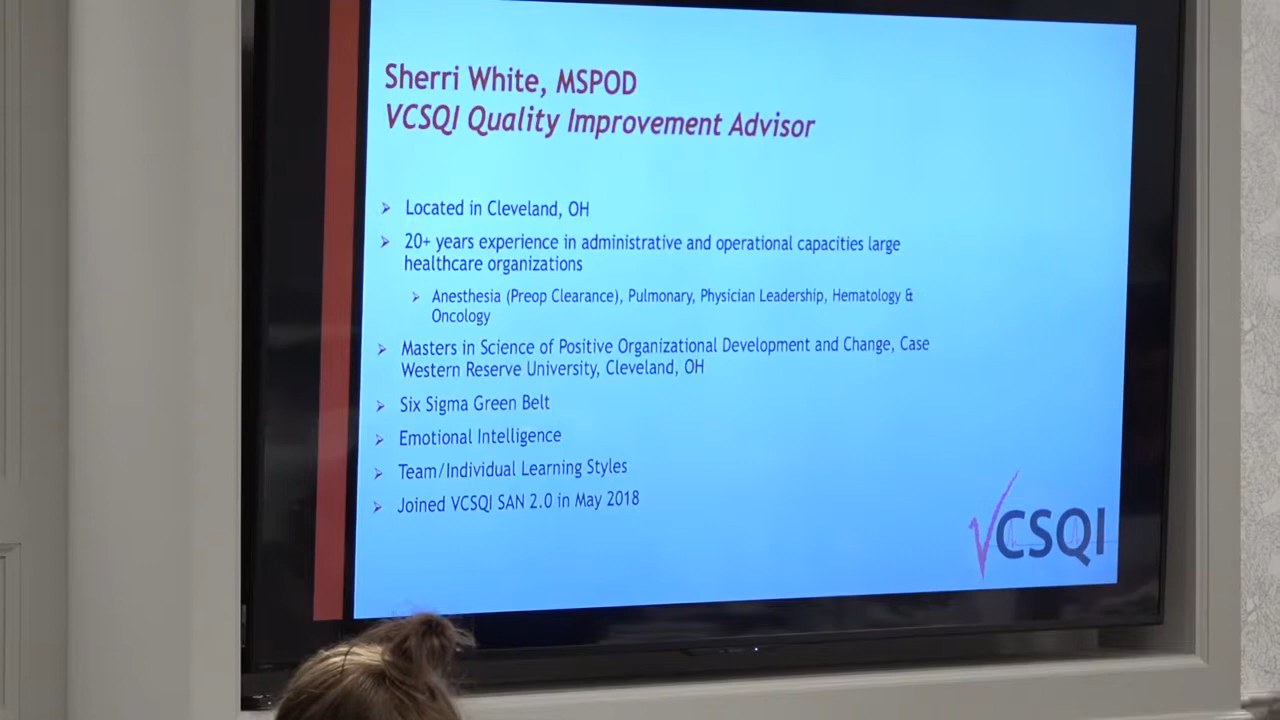 Sherri White, MSPOD
VCSQI Quality Improvement Advisor
Located in Cleveland, OH
20+ years experience in administrative and operational capacities large
healthcare organizations
Anesthesia (Preop Clearance), Pulmonary, Physician Leadership, Hematology &
Oncology
Masters in Science of Positive Organizational Development and Change, Case
Western Reserve University, Cleveland, OH
Six Sigma Green Belt
Emotional Intelligence
Team/Individual Learning Styles
Joined VCSQI SAN 2.0 in May 2018
VCSQI